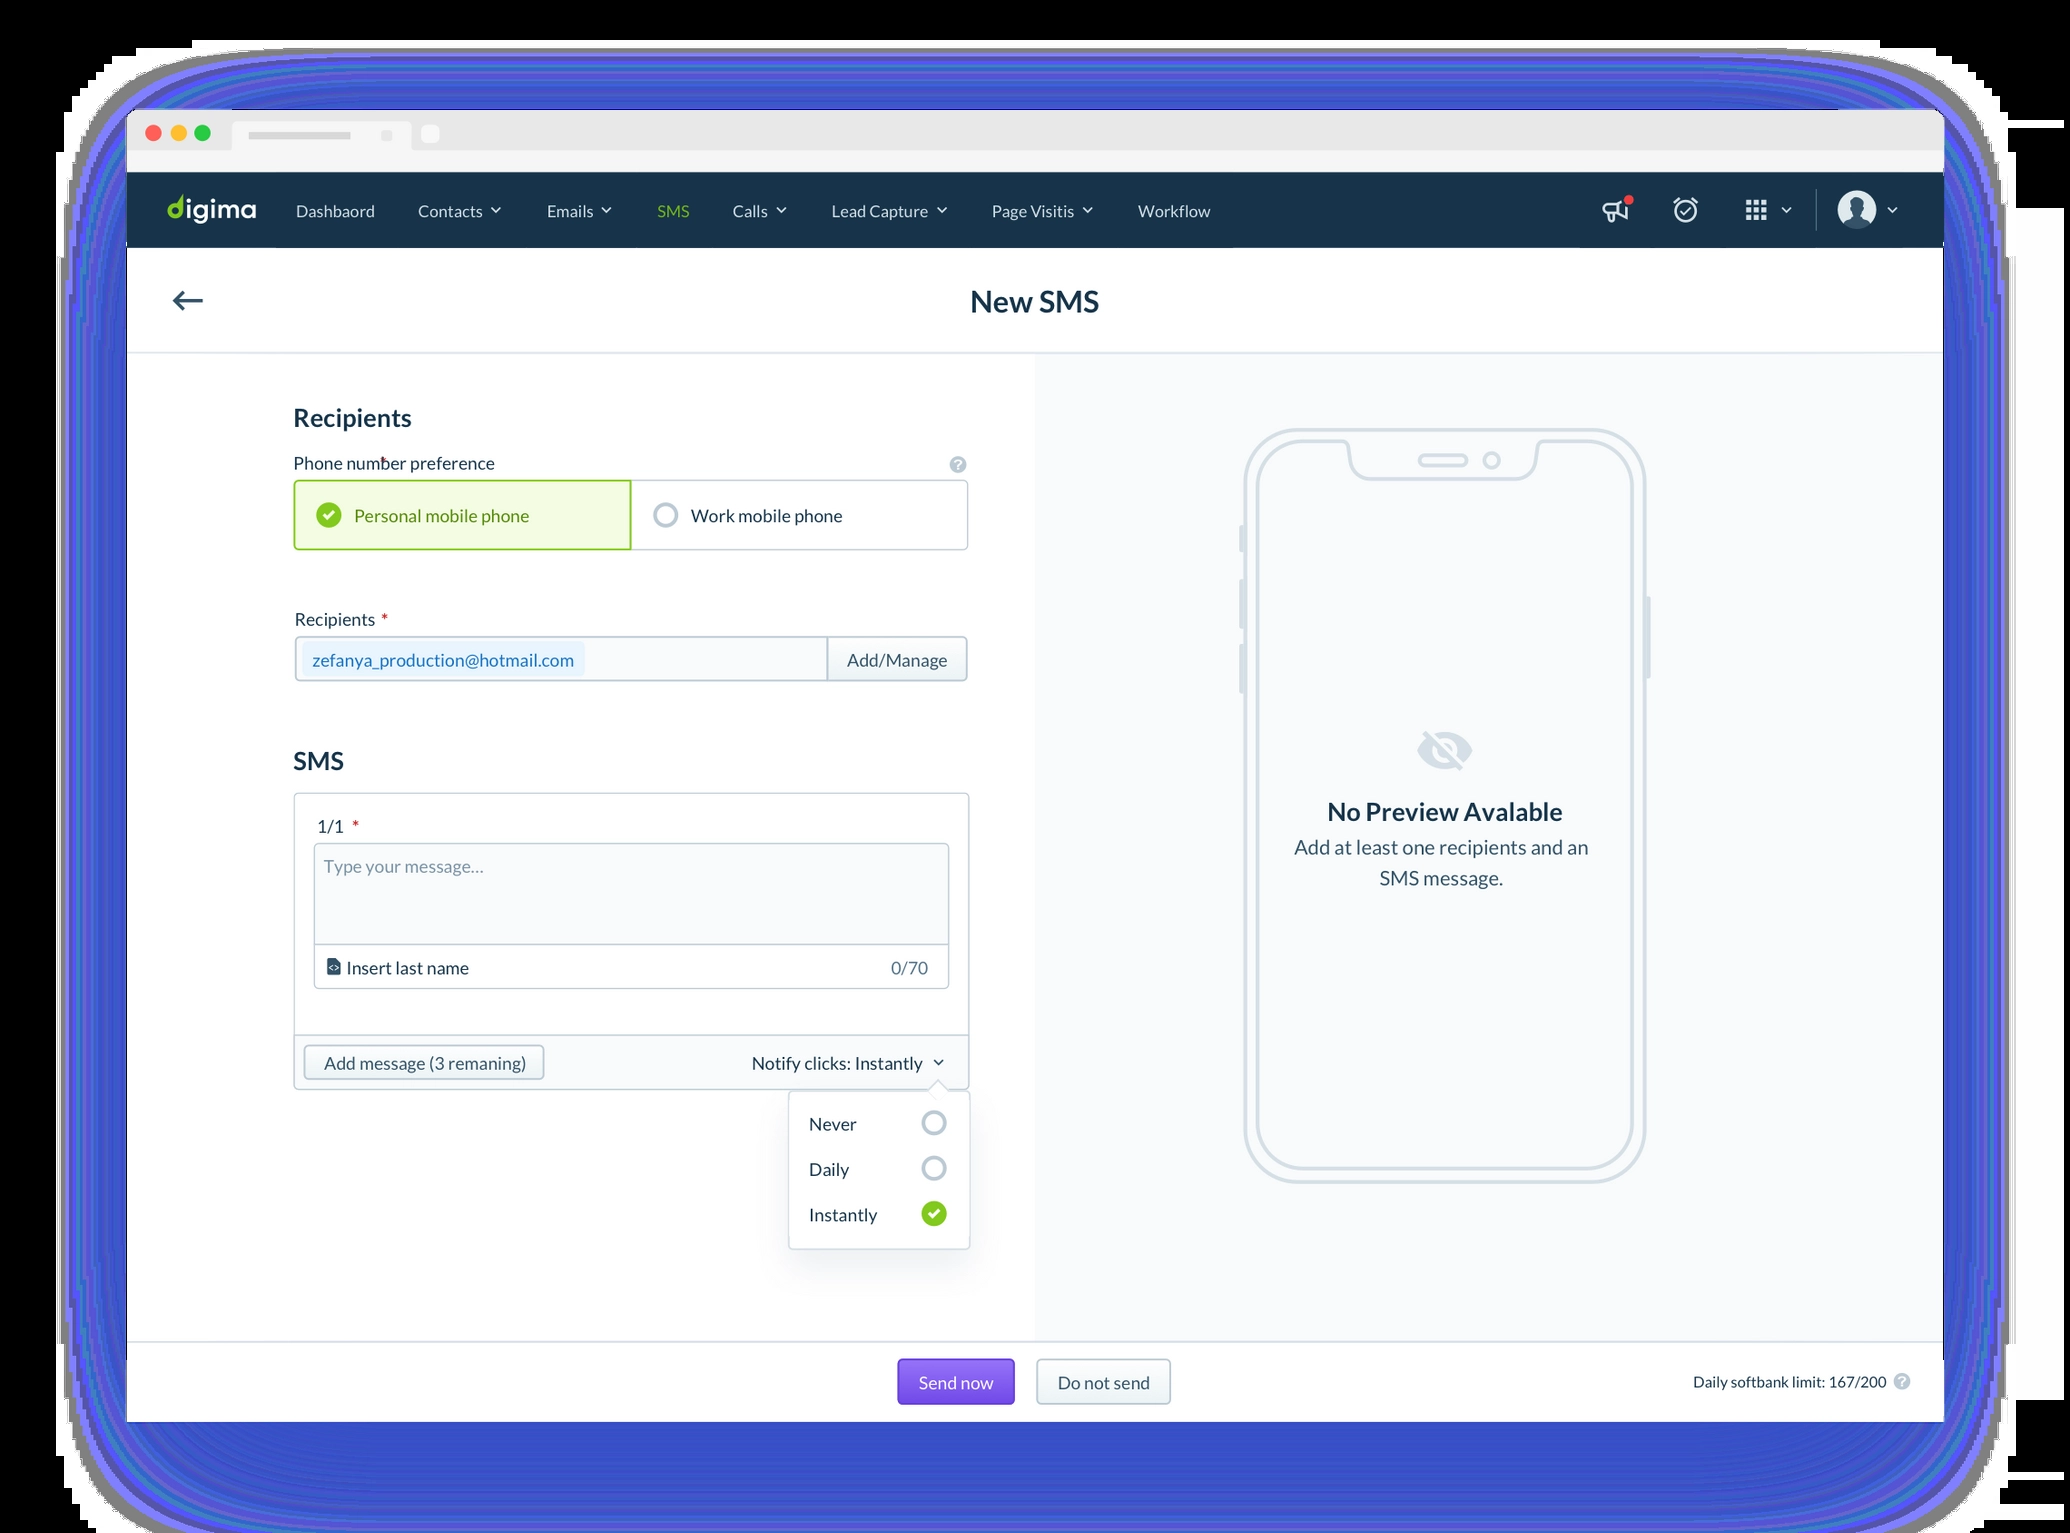 digima Dashbaord Contacts Emails SMS Calls Lead Capture Page Visitis Workflow
New SMS
Recipients
Phone number preference *
Personal mobile phone Work mobile phone
Recipients *
zefanya_production@hotmail.com Add/Manage
SMS
1/1 *
Type your message...
Insert last name 0/70
Add message (3 remaning) Notify clicks: Instantly
Never
Daily
Instantly
No Preview Avalable
Add at least one recipients and an
SMS message.
Send now Do not send Daily softbank limit: 167/200